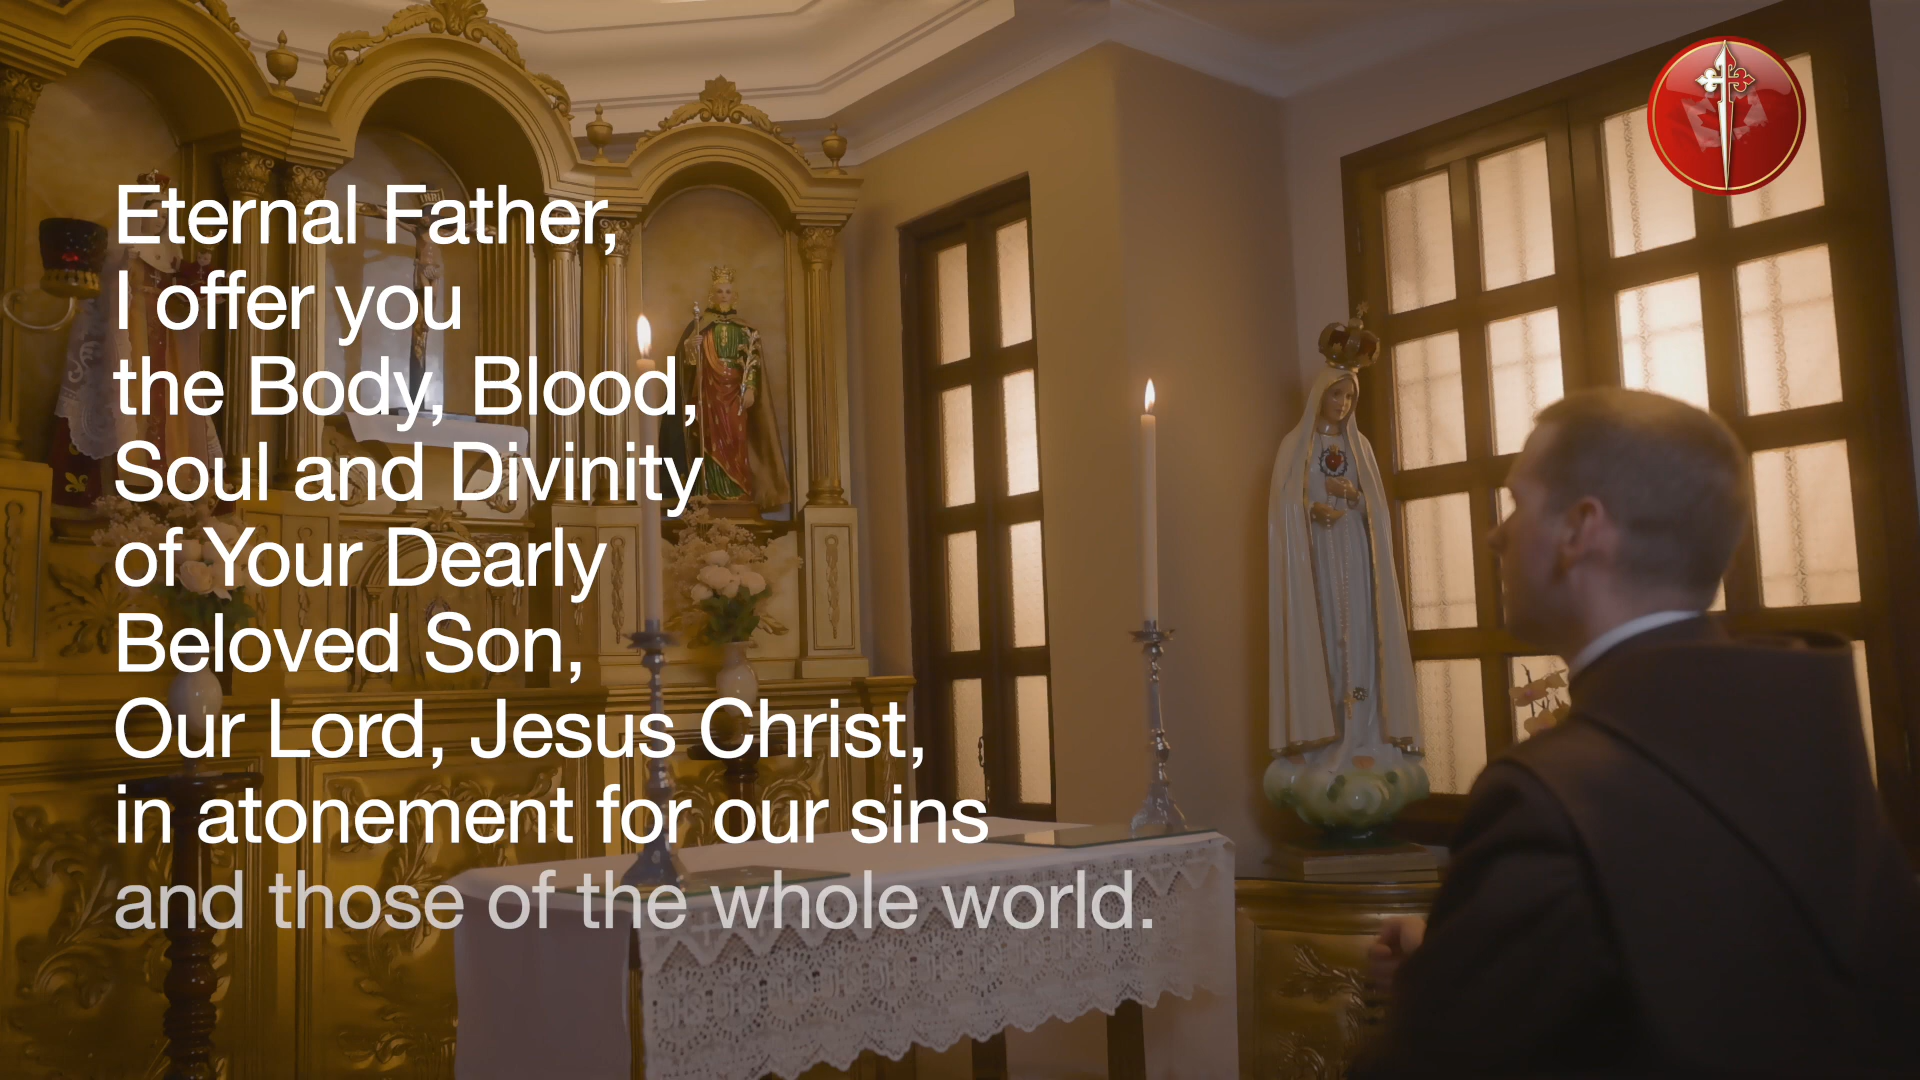 Eternal Father,
I offer you
the Body, Blood,
Soul and Divinity
of Your Dearly
Beloved Son,
Our Lord, Jesus Christ,
in atonement for our sins
and those of the whole world.